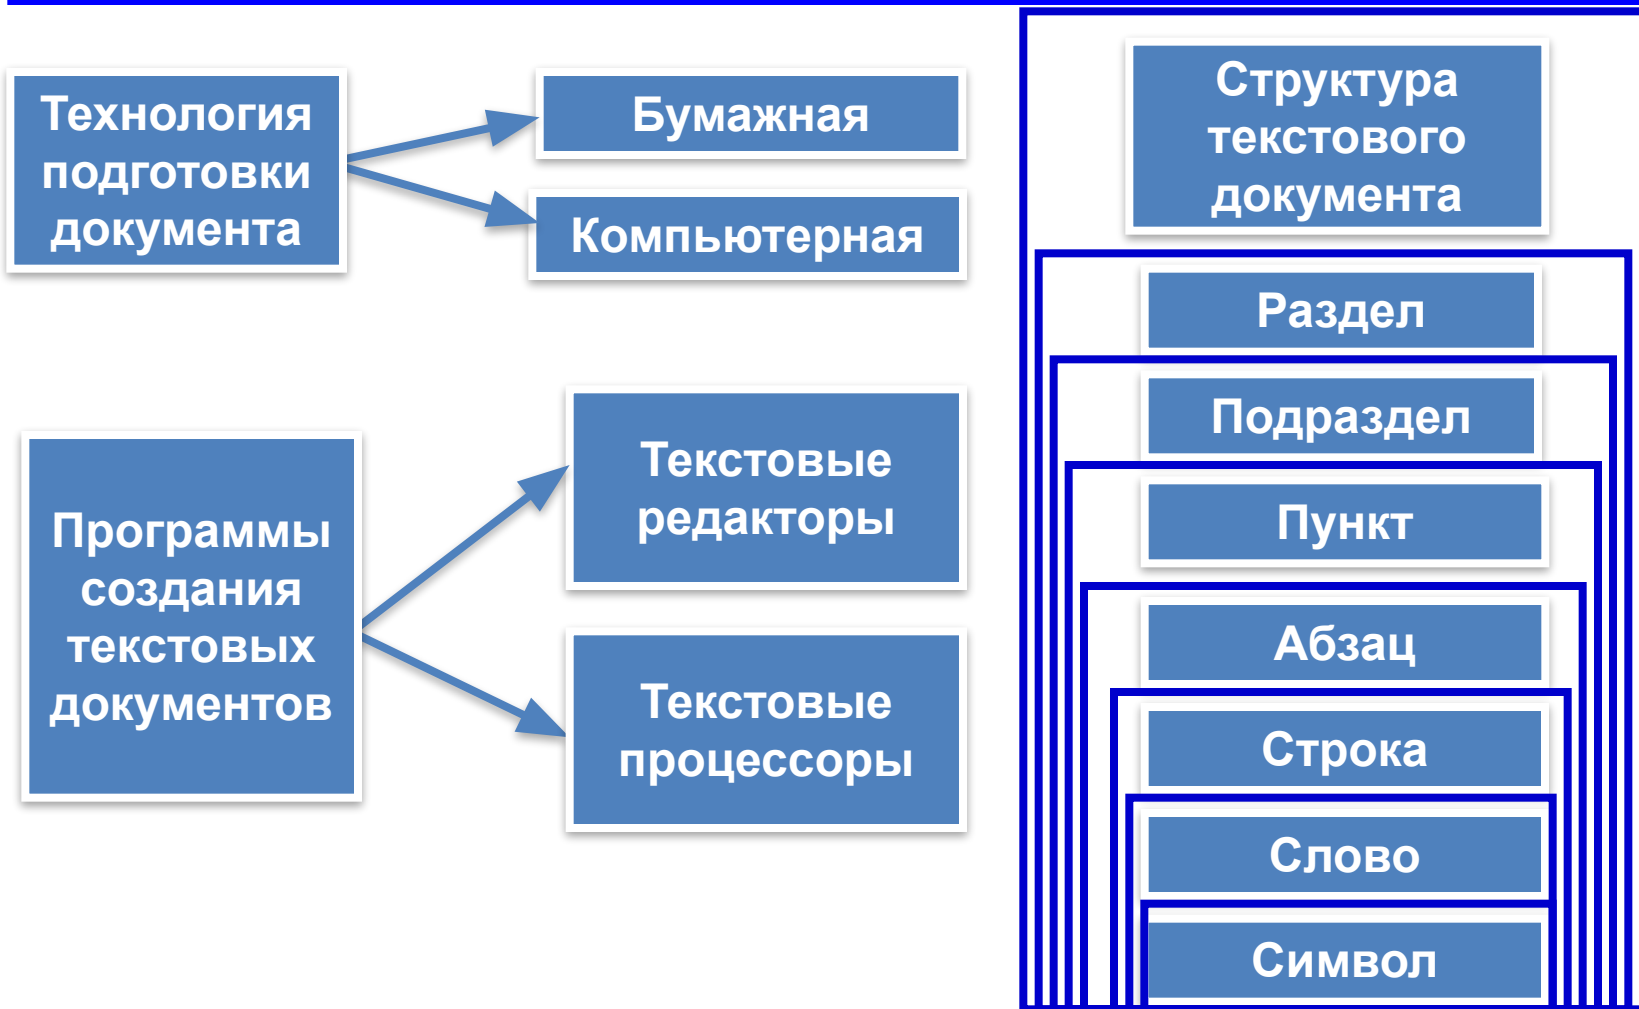 Технология
подготовки
документа
Бумажная
Компьютерная
Программы
создания
текстовых
документов
Текстовые
редакторы
Текстовые
процессоры
Структура
текстового
документа
Раздел
Подраздел
Пункт
Абзац
Строка
Слово
Символ